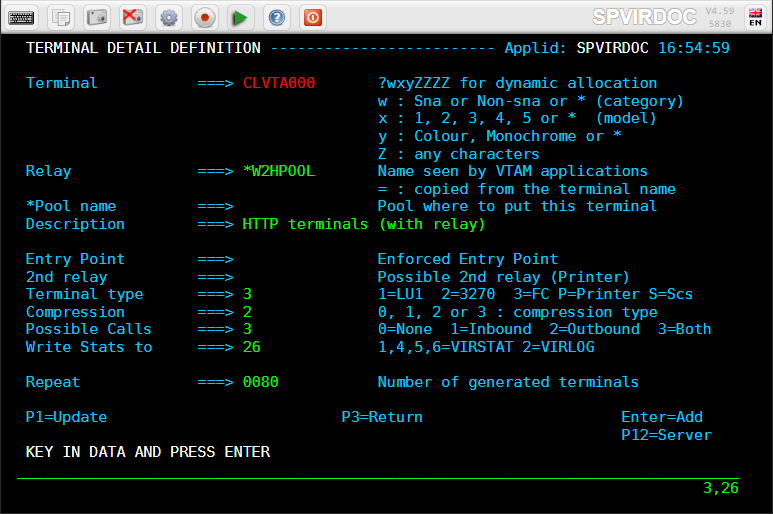 SPVIRDOC V4.59 5830 EN
TERMINAL DETAIL DEFINITION ------------------------- Applid: SPVIRDOC 16:54:59
Terminal ===> CLVTA000 ?wxyZZZZ for dynamic allocation
w : Sna or Non-sna or * (category)
x : 1, 2, 3, 4, 5 or * (model)
y : Colour, Monochrome or *
Z : any characters
Relay ===> *W2HPOOL Name seen by VTAM applications
= : copied from the terminal name
*Pool name ===> Pool where to put this terminal
Description ===> HTTP terminals (with relay)
Entry Point ===> Enforced Entry Point
2nd relay ===> Possible 2nd relay (Printer)
Terminal type ===> 3 1=LU1 2=3270 3=FC P=Printer S=Scs
Compression ===> 2 0, 1, 2 or 3 : compression type
Possible Calls ===> 3 0=None 1=Inbound 2=Outbound 3=Both
Write Stats to ===> 26 1,4,5,6=VIRSTAT 2=VIRLOG
Repeat ===> 0080 Number of generated terminals
P1=Update P3=Return Enter=Add
P12=Server
KEY IN DATA AND PRESS ENTER
3,26